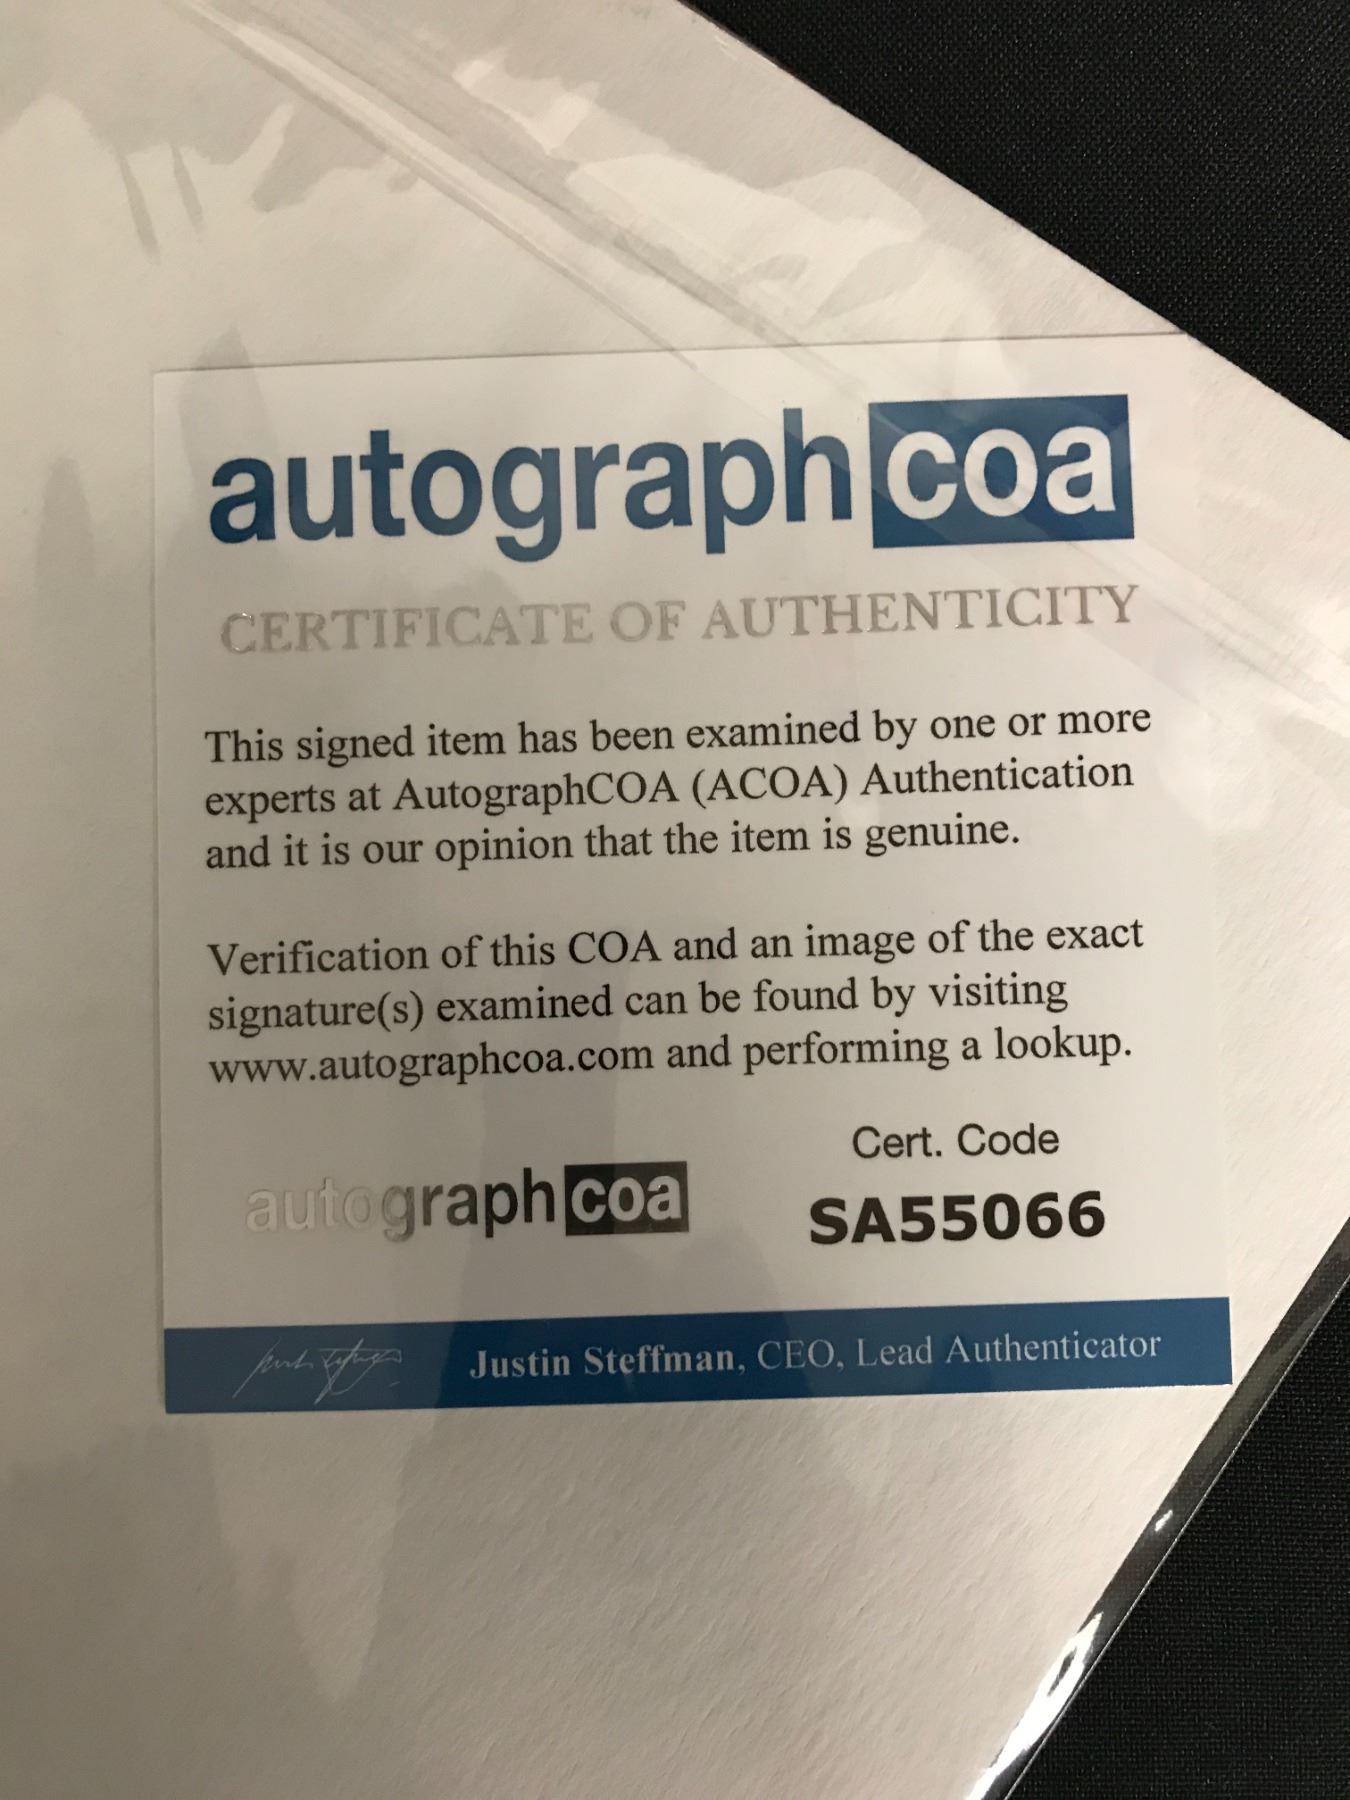 autographcoa
CERTIFICATE OF AUTHENTICITY
This signed item has been examined by one or more
experts at AutographCOA (ACOA) Authentication
and it is our opinion that the item is genuine.
Verification of this COA and an image of the exact
signature(s) examined can be found by visiting
www.autographcoa.com and performing a lookup.
Cert. Code
autographcoa SA55066
Justin Steffman, CEO, Lead Authenticator